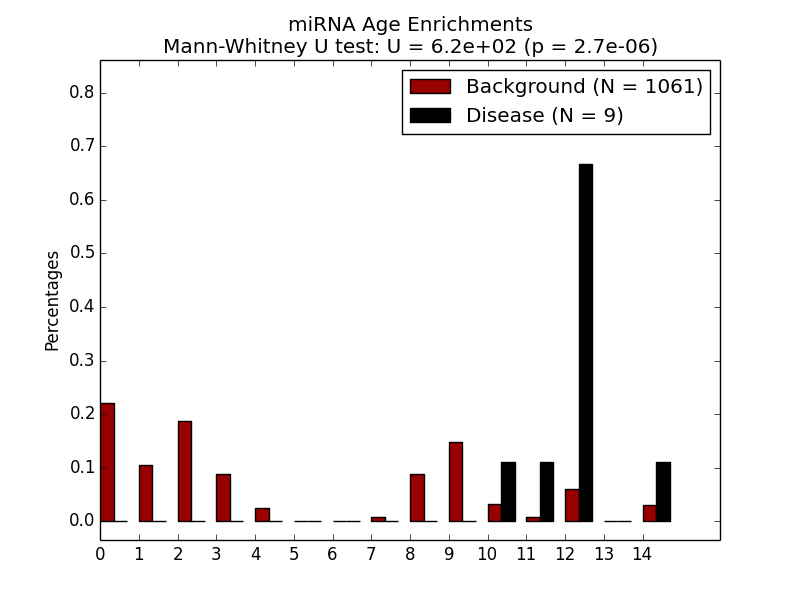 miRNA Age Enrichments
Mann-Whitney U test: U = 6.2e+02 (p = 2.7e-06)
Background (N = 1061)
Disease (N = 9)
Percentages
0.8
0.7
0.6
0.5
0.4
0.3
0.2
0.1
0.0
0 1 2 3 4 5 6 7 8 9 10 11 12 13 14